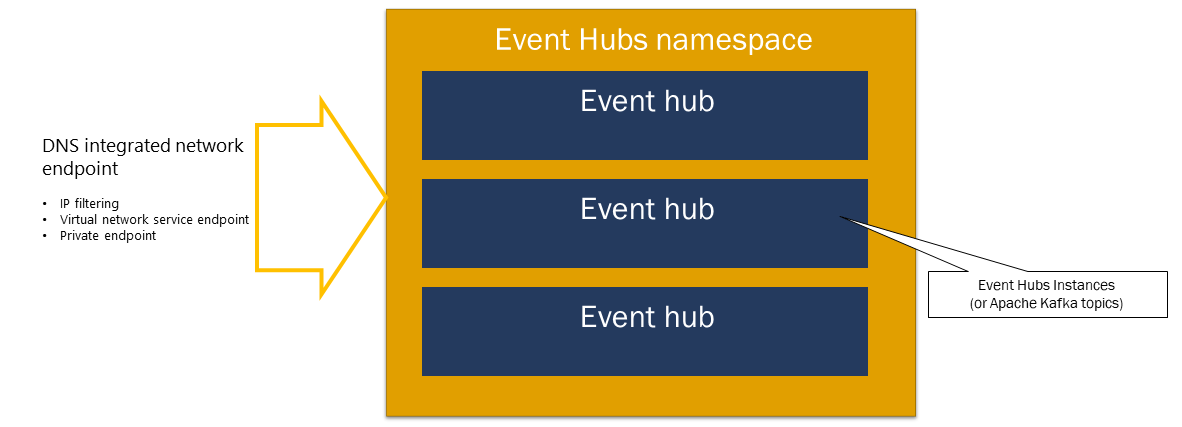 Event Hubs namespace
Event hub
DNS integrated network
endpoint
• IP filtering
• Virtual network service endpoint
• Private endpoint
Event hub
Event Hubs Instances
(or Apache Kafka topics)
Event hub